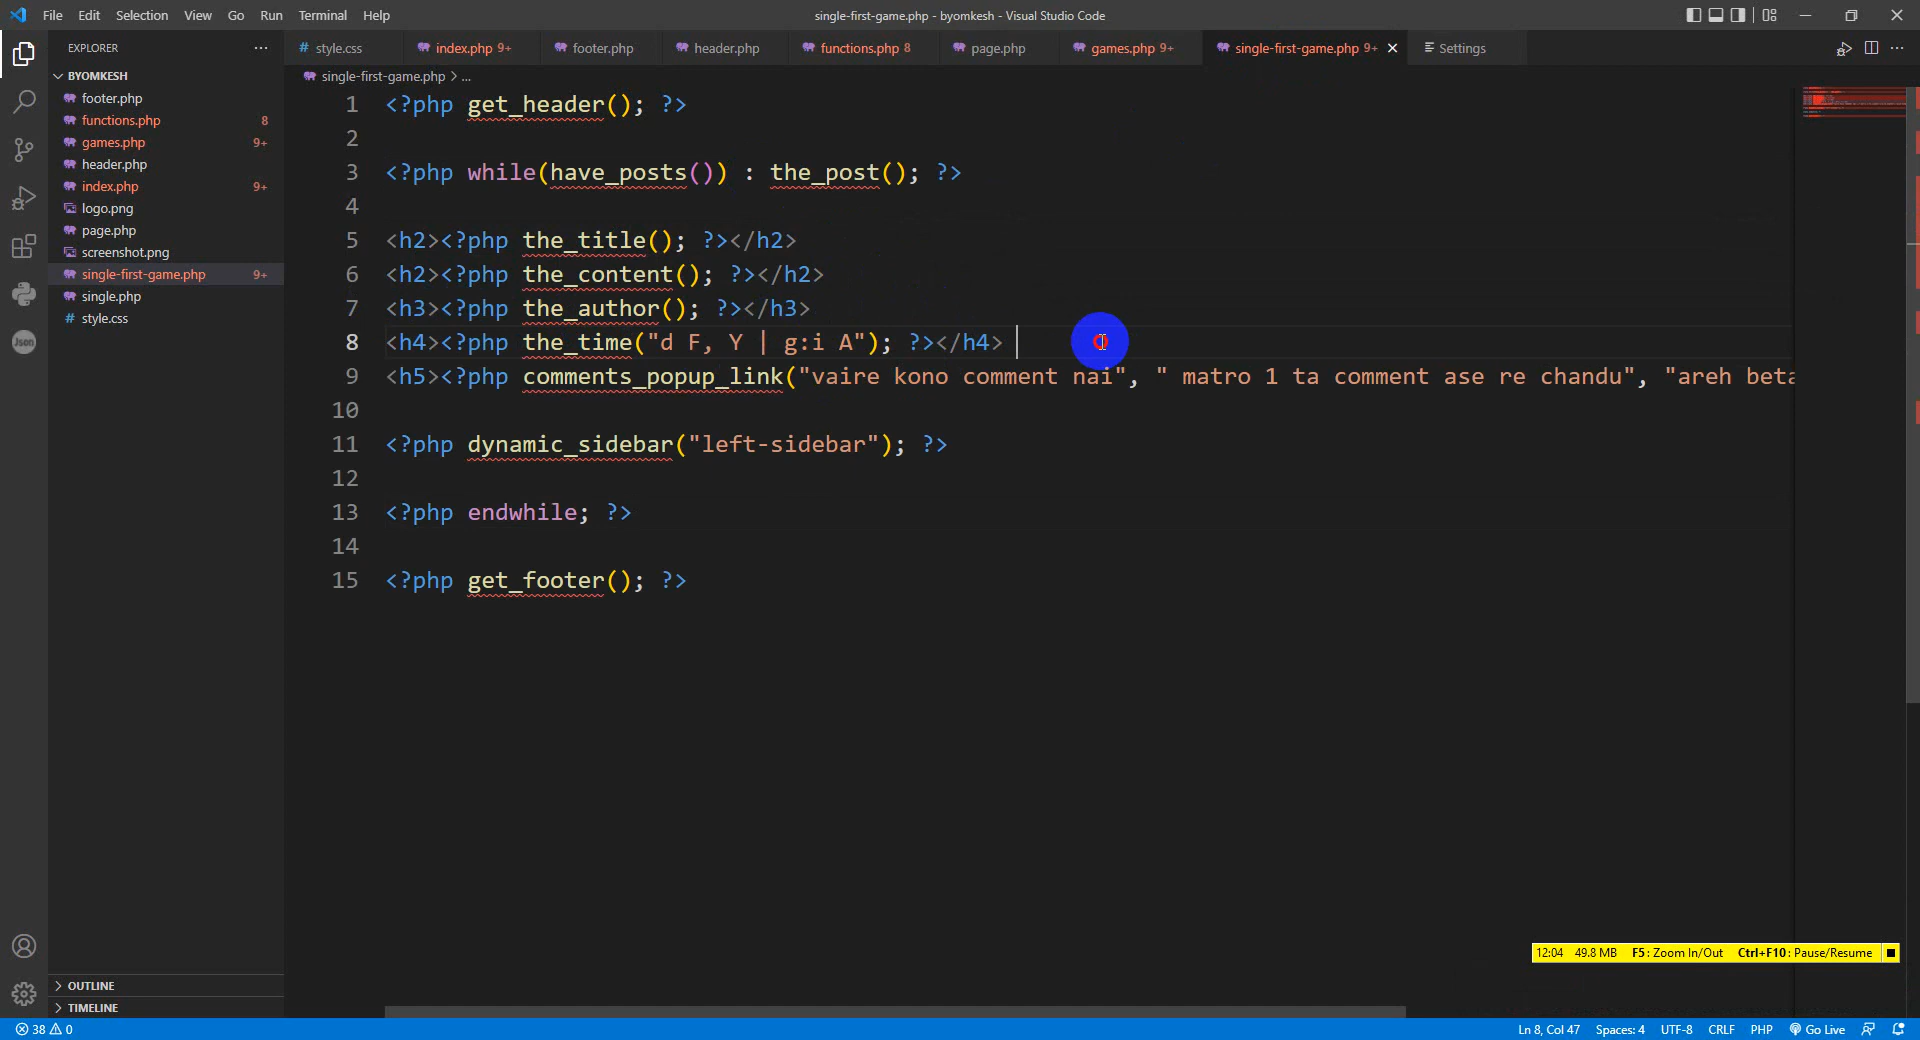 File Edit Selection View Go Run Terminal Help
single-first-game.php - byomkesh - Visual Studio Code
EXPLORER
style.css
index.php 9+
footer.php
header.php
functions.php 8
page.php
games.php 9+
single-first-game.php 9+
Settings
single-first-game.php > ...
BYOMKESH
footer.php
functions.php 8
games.php 9+
header.php
index.php 9+
logo.png
page.php
screenshot.png
single-first-game.php 9+
single.php
style.css
Json
OUTLINE
TIMELINE
1 <?php get_header(); ?>
2
3 <?php while(have_posts()) : the_post(); ?>
4
5 <h2><?php the_title(); ?></h2>
6 <h2><?php the_content(); ?></h2>
7 <h3><?php the_author(); ?></h3>
8 <h4><?php the_time("d F, Y | g:i A"); ?></h4>
9 <h5><?php comments_popup_link("vaire kono comment nai", " matro 1 ta comment ase re chandu", "areh beta
10
11 <?php dynamic_sidebar("left-sidebar"); ?>
12
13 <?php endwhile; ?>
14
15 <?php get_footer(); ?>
12:04 49.8 MB F5: Zoom In/Out Ctrl+F10: Pause/Resume
38 0
Ln 8, Col 47 Spaces: 4 UTF-8 CRLF PHP Go Live